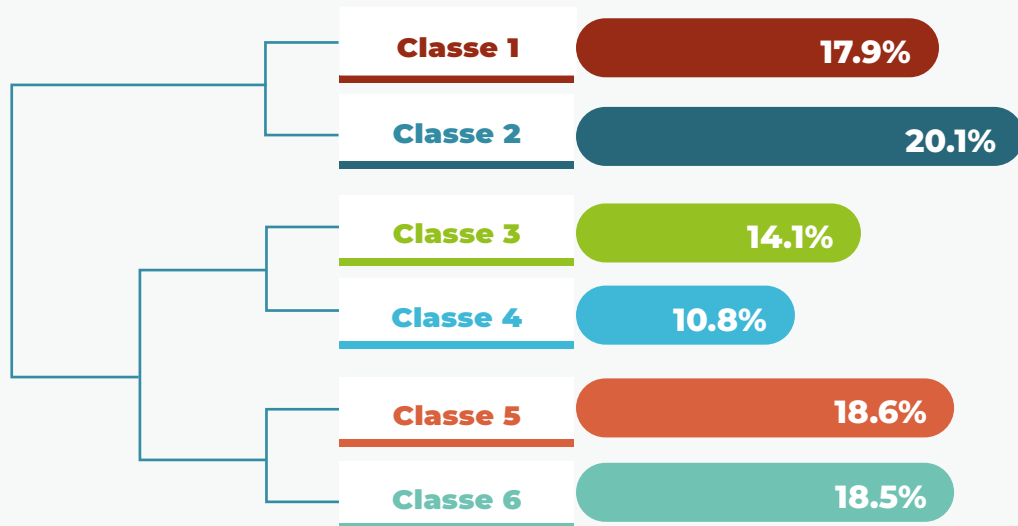 Classe 1 17.9%
Classe 2 20.1%
Classe 3 14.1%
Classe 4 10.8%
Classe 5 18.6%
Classe 6 18.5%